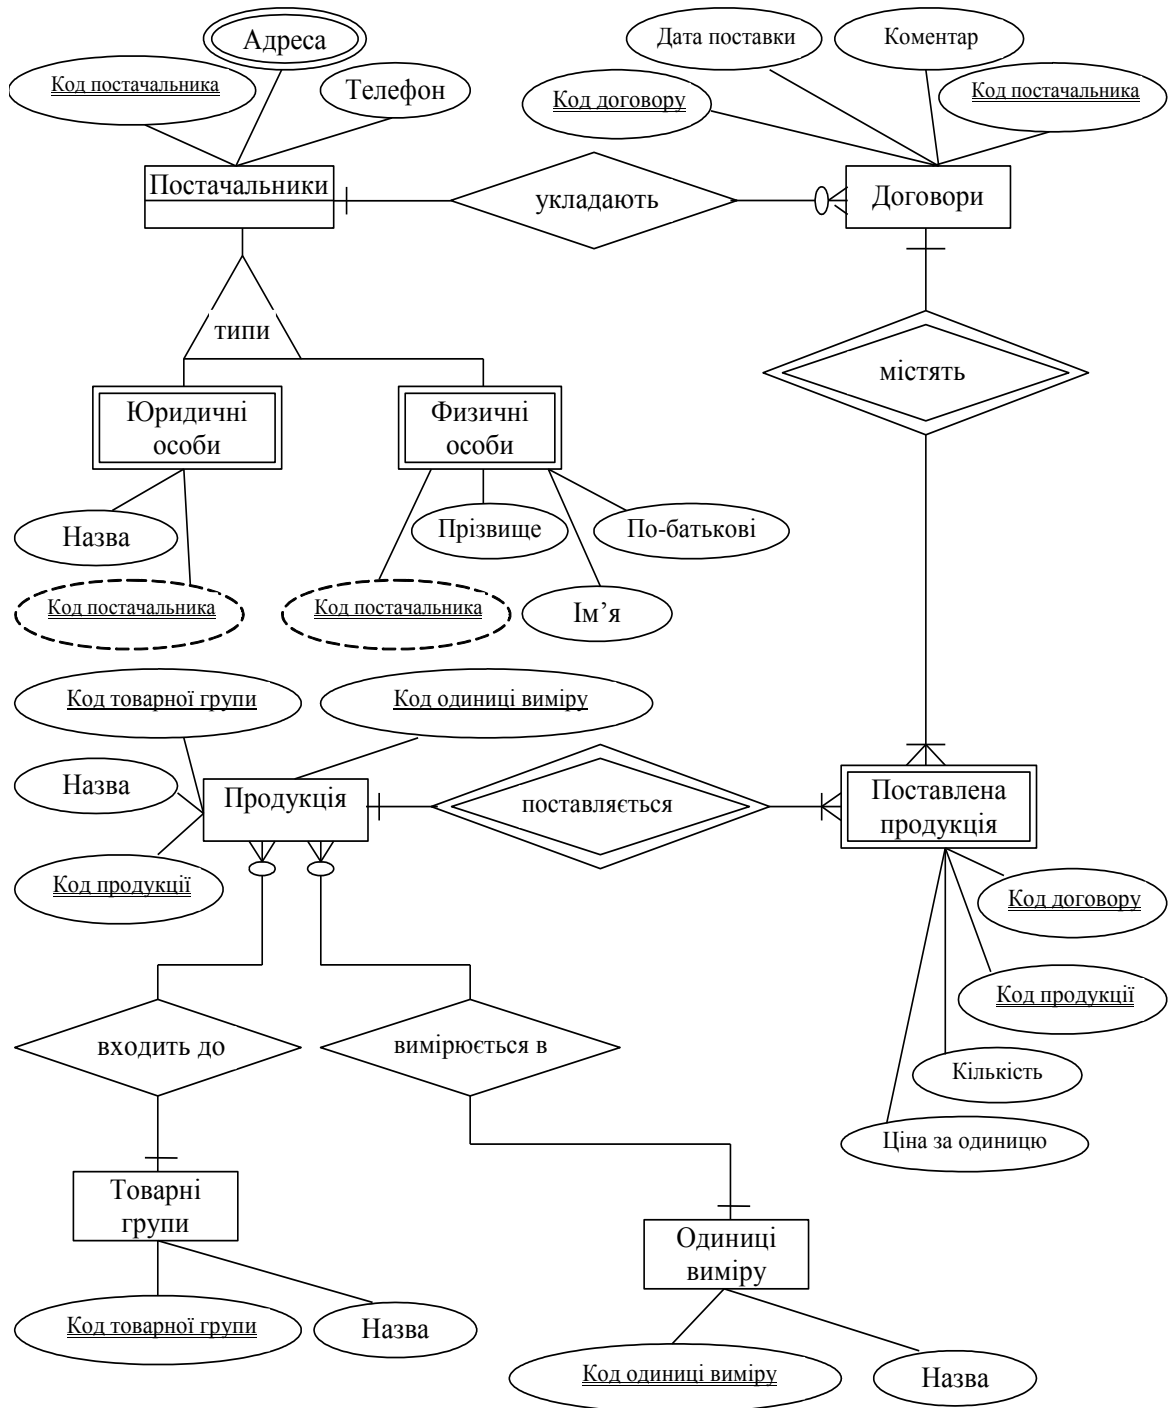 Адреса
Дата поставки
Коментар
Код постачальника
Телефон
Код договору
Код постачальника
Постачальники
укладають
Договори
типи
містять
Юридичні
особи
Физичні
особи
Назва
Прізвище
По-батькові
Код постачальника
Код постачальника
Ім’я
Код товарної групи
Код одиниці виміру
Назва
Продукція
поставляється
Поставлена
продукція
Код продукції
Код договору
Код продукції
входить до
вимірюється в
Кількість
Ціна за одиницю
Товарні
групи
Одиниці
виміру
Код товарної групи
Назва
Код одиниці виміру
Назва